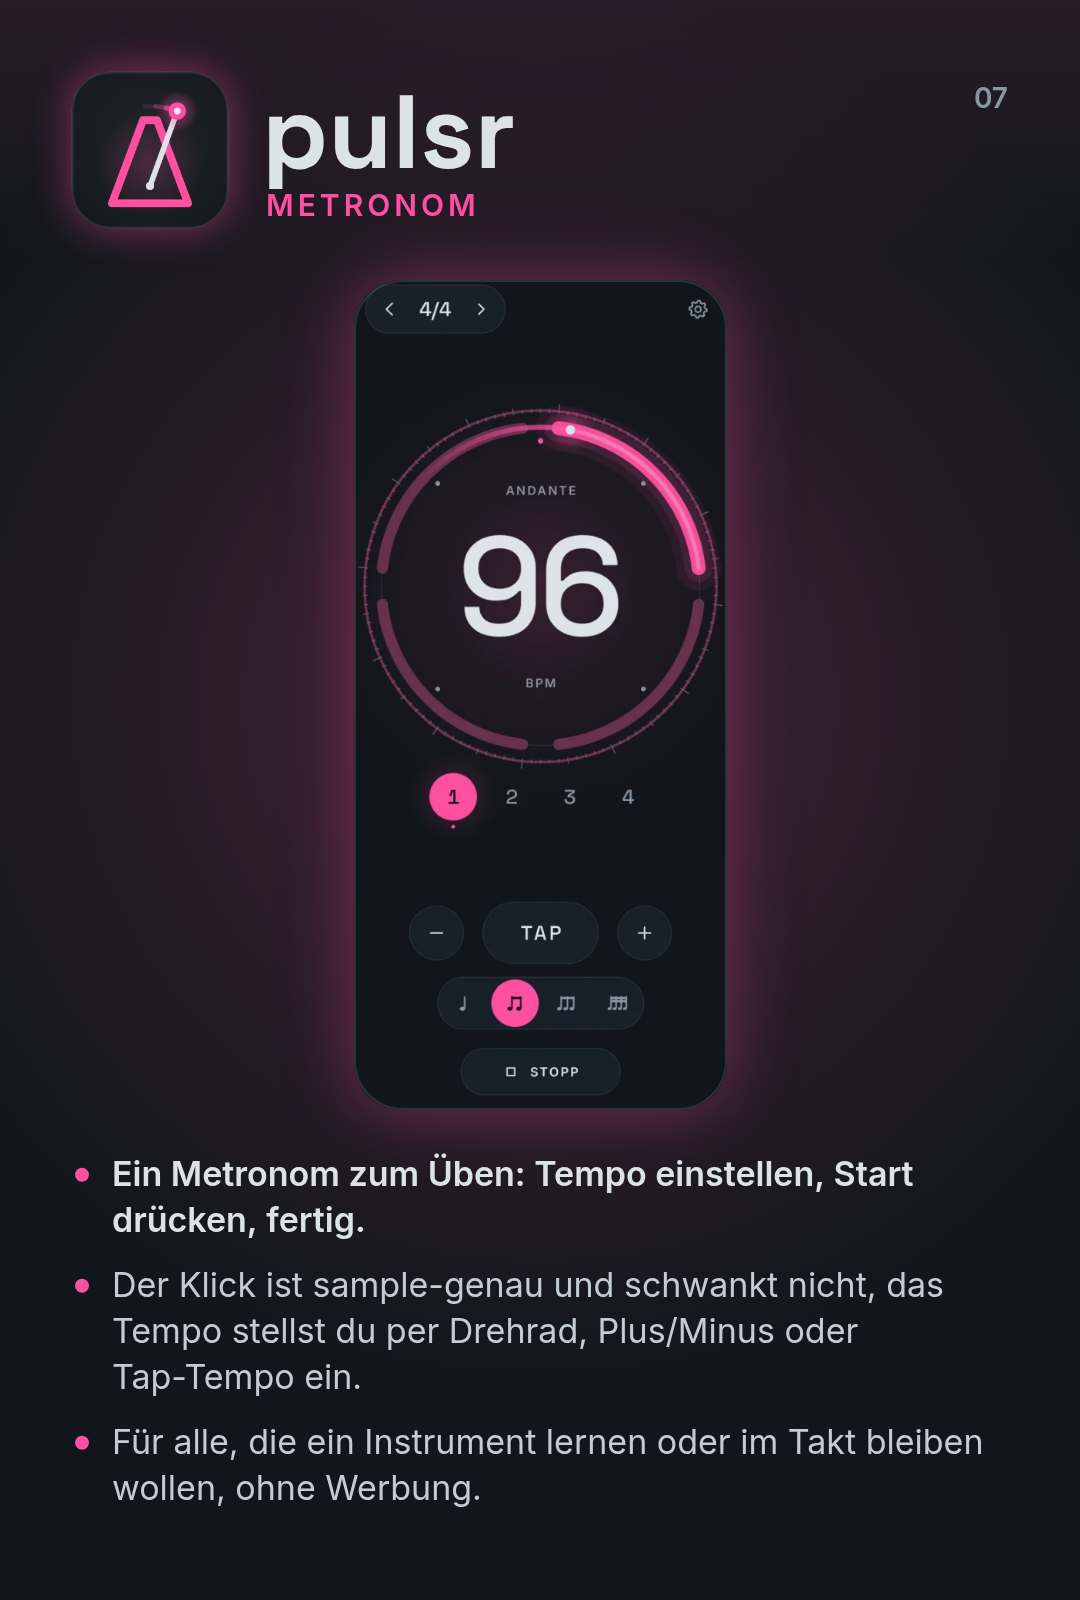 07
pulsr
METRONOM
4/4
ANDANTE
96
BPM
1 2 3 4
− TAP +
STOPP
Ein Metronom zum Üben: Tempo einstellen, Start
drücken, fertig.
Der Klick ist sample-genau und schwankt nicht, das
Tempo stellst du per Drehrad, Plus/Minus oder
Tap-Tempo ein.
Für alle, die ein Instrument lernen oder im Takt bleiben
wollen, ohne Werbung.